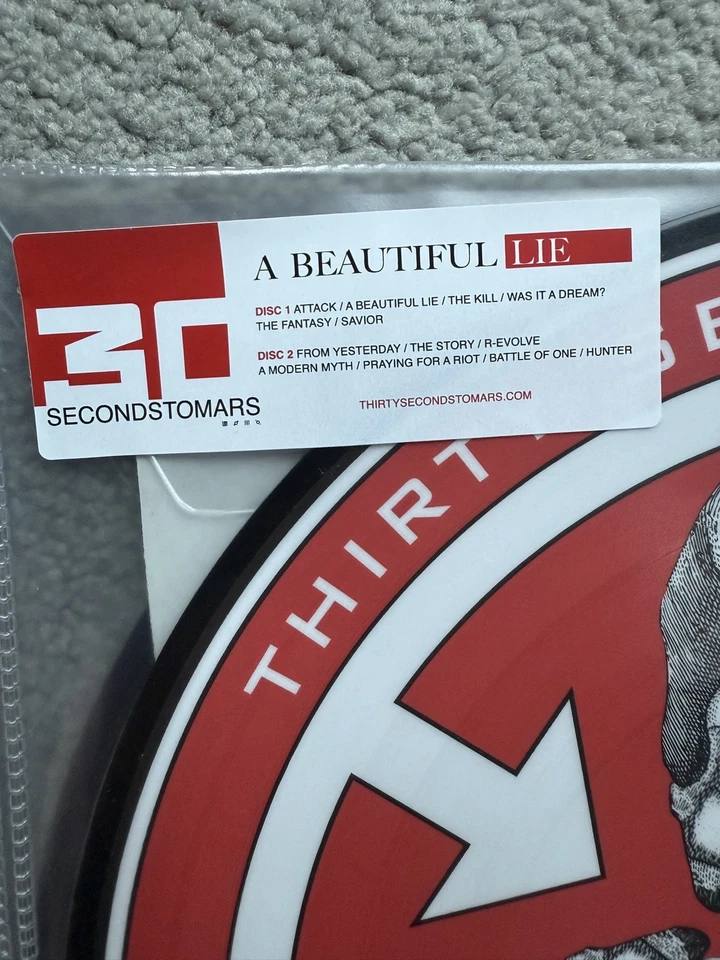 30
SECONDSTOMARS
A BEAUTIFUL LIE
DISC 1 ATTACK / A BEAUTIFUL LIE / THE KILL / WAS IT A DREAM?
THE FANTASY / SAVIOR
DISC 2 FROM YESTERDAY / THE STORY / R-EVOLVE
A MODERN MYTH / PRAYING FOR A RIOT / BATTLE OF ONE / HUNTER
THIRTYSECONDSTOMARS.COM
THIRT
SE